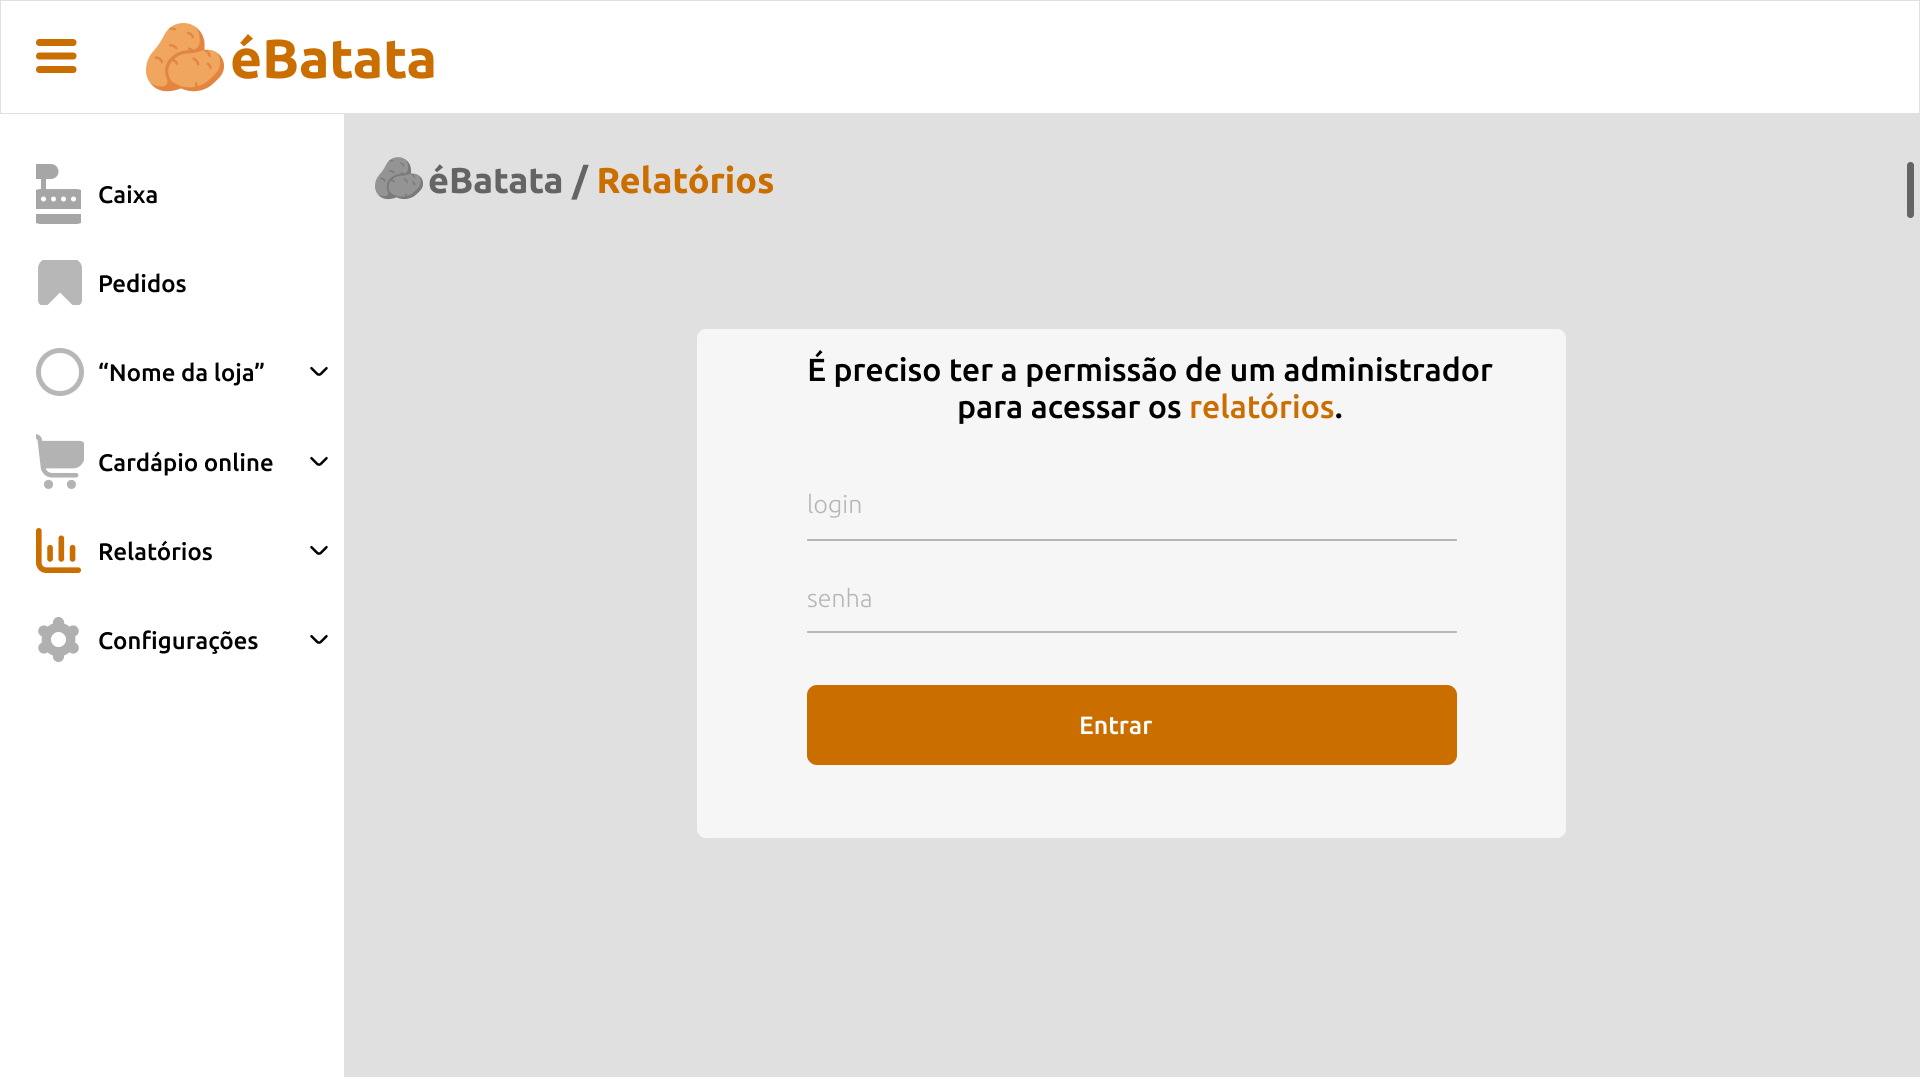 éBatata
Caixa
Pedidos
“Nome da loja”
Cardápio online
Relatórios
Configurações
éBatata / Relatórios
É preciso ter a permissão de um administrador
para acessar os relatórios.
login
senha
Entrar